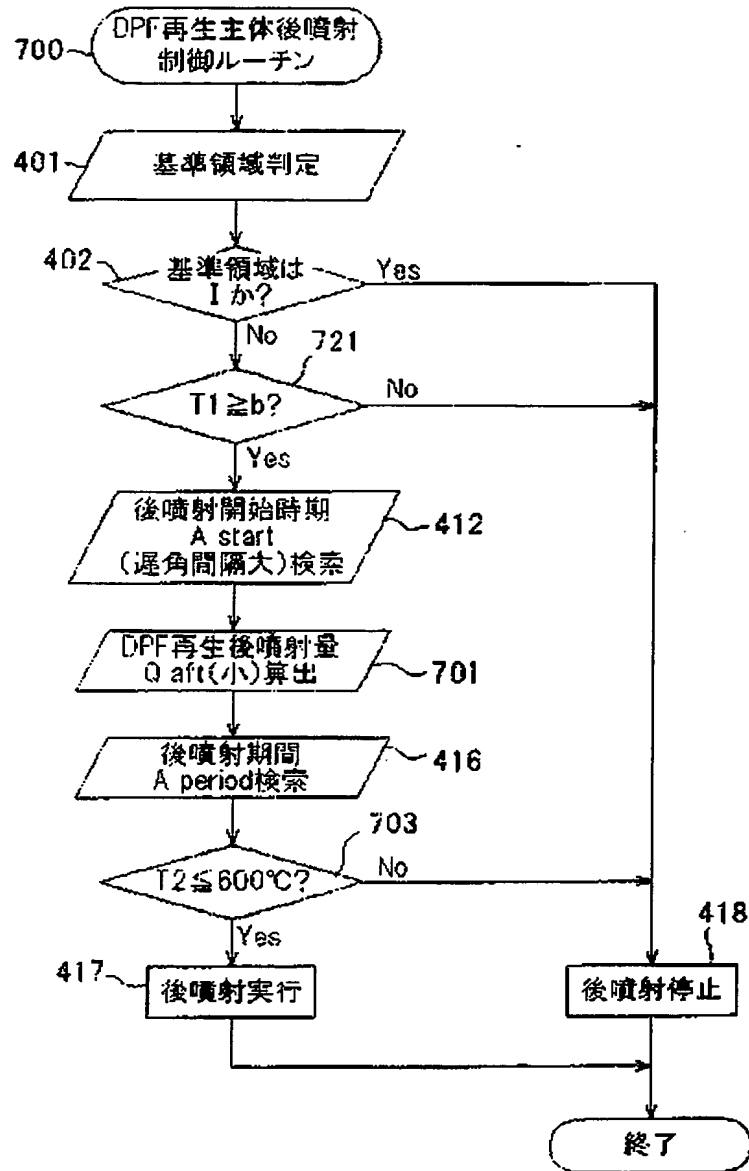 DPF再生主体後噴射
制御ルーチン
700
401
基準領域判定
402
基準領域は
I か?
Yes
No
721
T1≧b?
No
Yes
後噴射開始時期
A start
(遅角間隔大)検索
412
DPF再生後噴射量
Q aft(小)算出
701
後噴射期間
A period検索
416
703
T2≦600℃?
No
Yes
417
後噴射実行
418
後噴射停止
終了